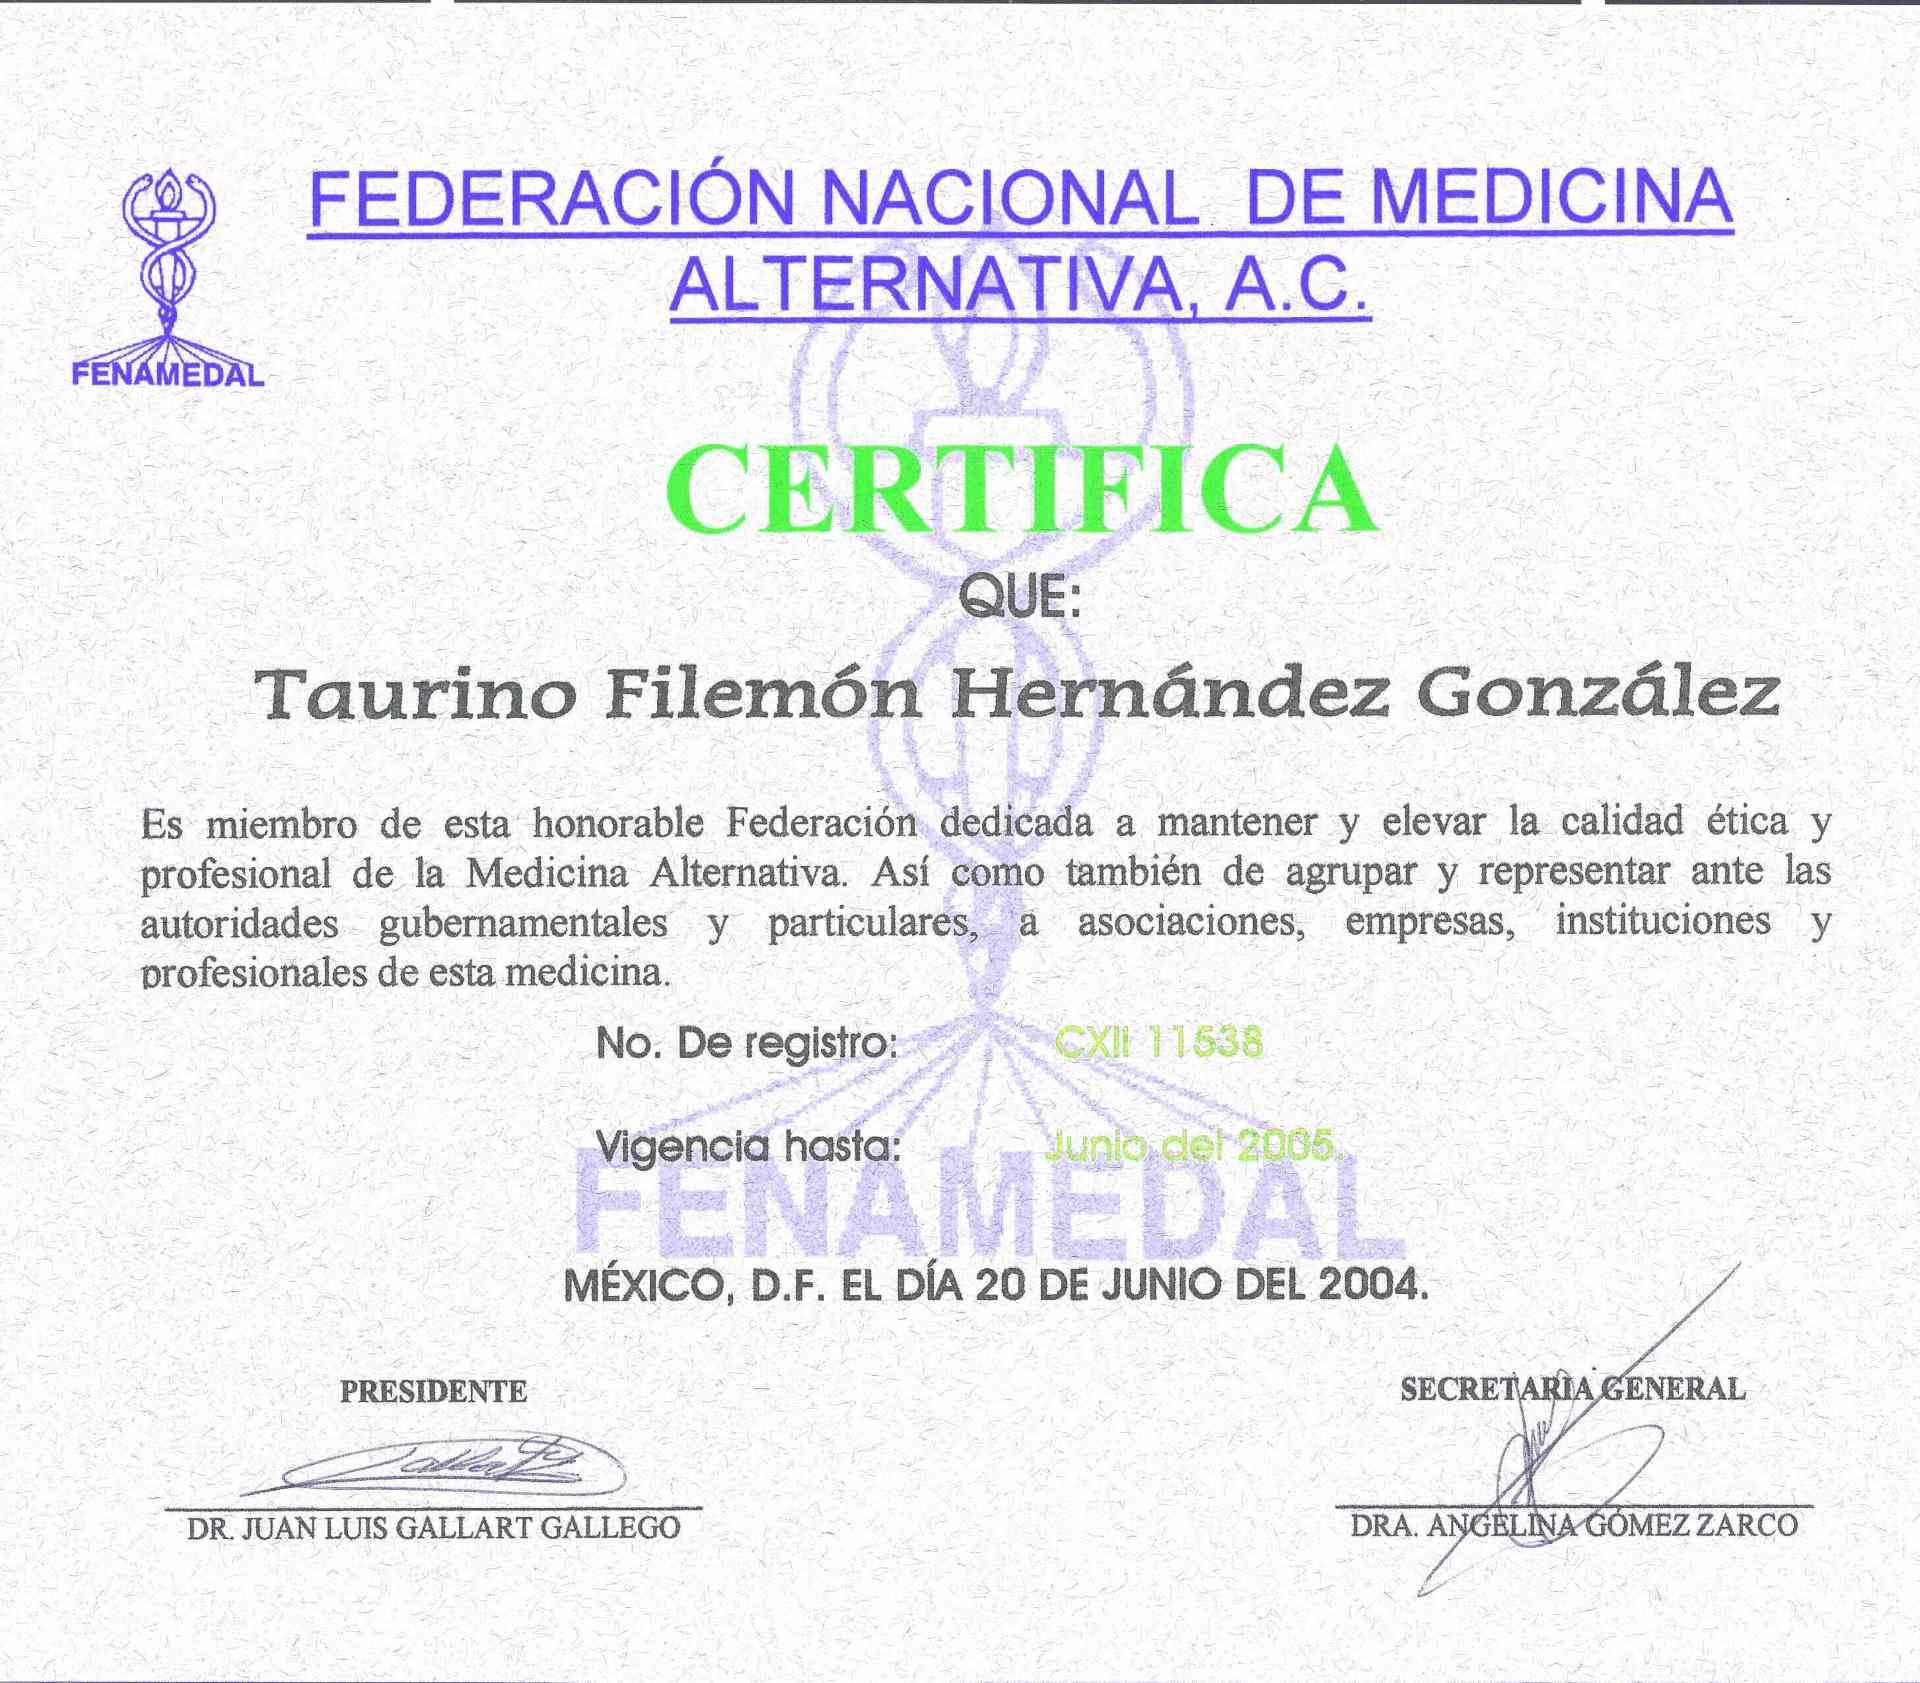 FEDERACIÓN NACIONAL DE MEDICINA
ALTERNATIVA, A.C.
FENAMEDAL
CERTIFICA
QUE:
Taurino Filemón Hernández González
Es miembro de esta honorable Federación dedicada a mantener y elevar la calidad ética y
profesional de la Medicina Alternativa. Así como también de agrupar y representar ante las
autoridades gubernamentales y particulares, a asociaciones, empresas, instituciones y
profesionales de esta medicina.
No. De registro: CXII 11538
Vigencia hasta: Junio del 2005.
FENAMEDAL
MÉXICO, D.F. EL DÍA 20 DE JUNIO DEL 2004.
PRESIDENTE
SECRETARIA GENERAL
DR. JUAN LUIS GALLART GALLEGO
DRA. ANGELINA GÓMEZ ZARCO